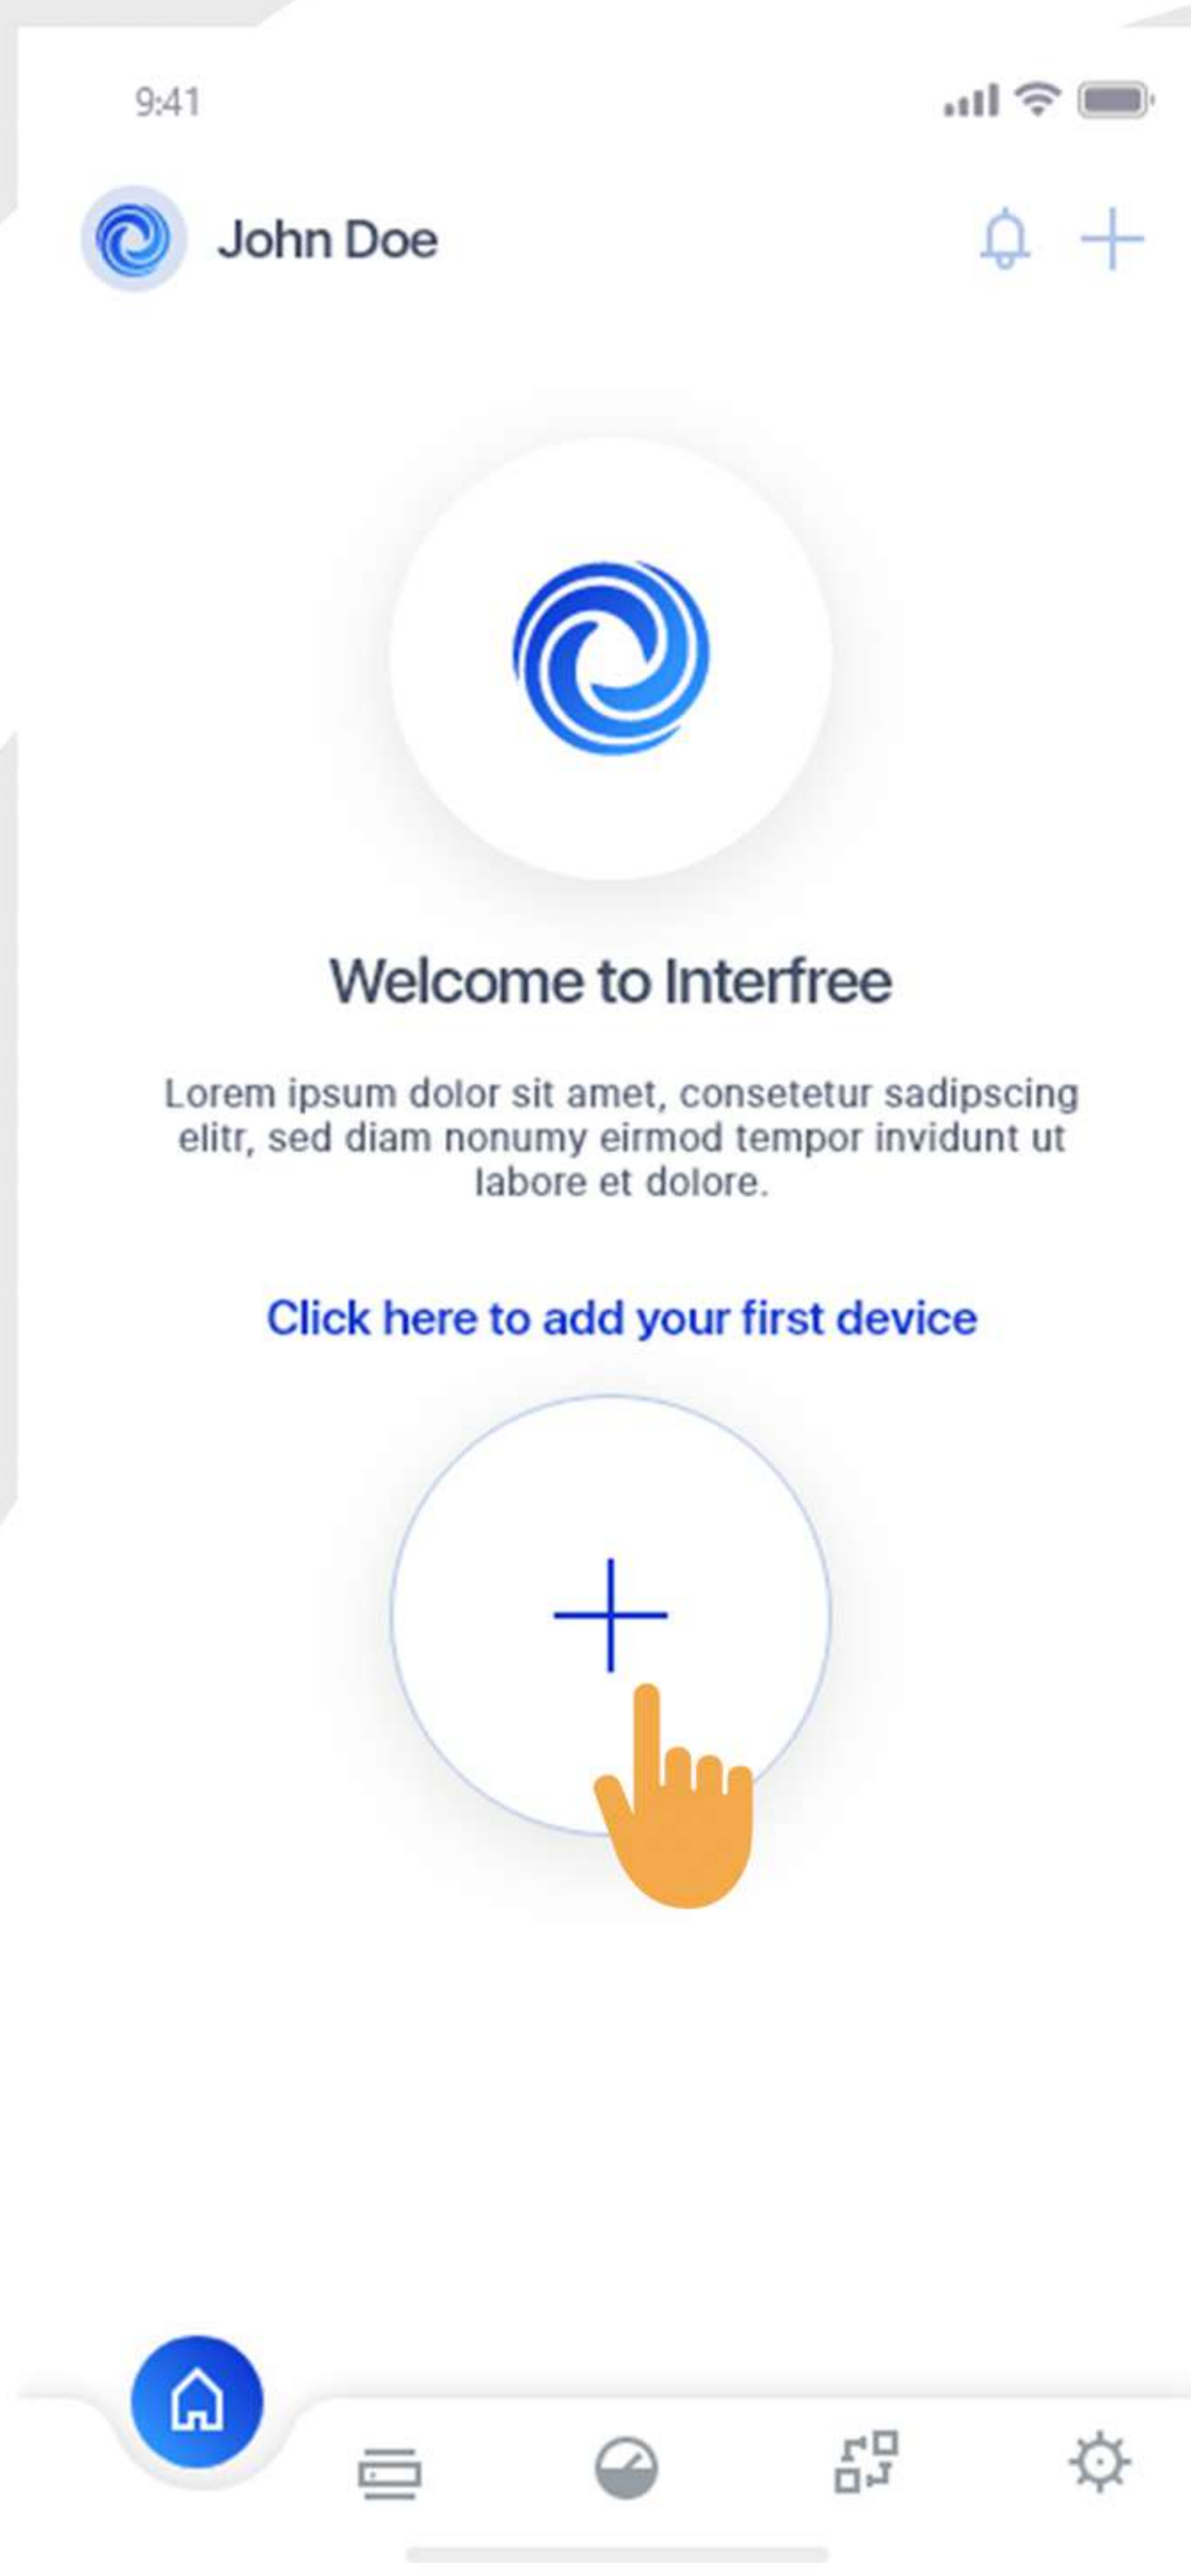 9:41
John Doe
Welcome to Interfree
Lorem ipsum dolor sit amet, consetetur sadipscing
elitr, sed diam nonumy eirmod tempor invidunt ut
labore et dolore.
Click here to add your first device